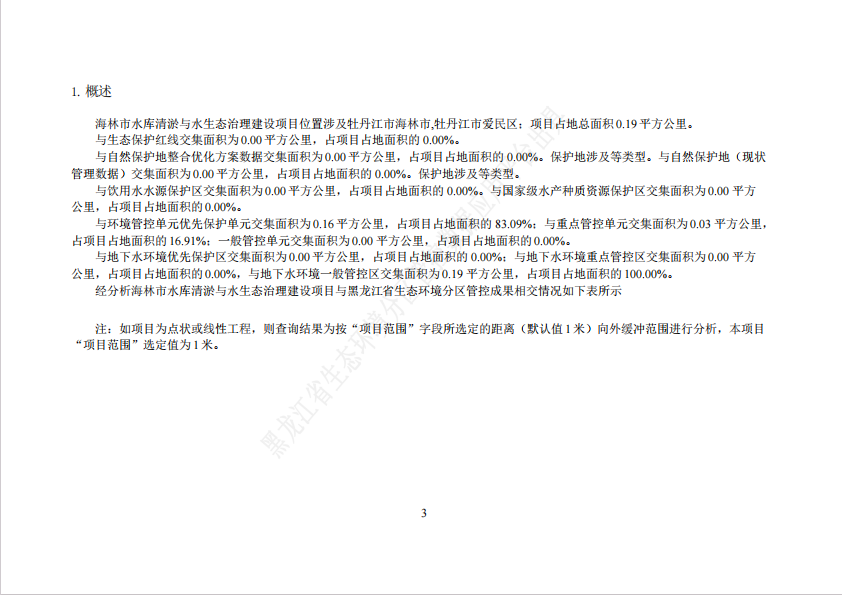 1. 概述
海林市水库清淤与水生态治理建设项目位置涉及牡丹江市海林市,牡丹江市爱民区；项目占地总面积 0.19 平方公里。
与生态保护红线交集面积为 0.00 平方公里，占项目占地面积的 0.00%。
与自然保护地整合优化方案数据交集面积为 0.00 平方公里，占项目占地面积的 0.00%。保护地涉及等类型。与自然保护地（现状
管理数据）交集面积为 0.00 平方公里，占项目占地面积的 0.00%。保护地涉及等类型。
与饮用水水源保护区交集面积为 0.00 平方公里，占项目占地面积的 0.00%。与国家级水产种质资源保护区交集面积为 0.00 平方
公里，占项目占地面积的 0.00%。
与环境管控单元优先保护单元交集面积为 0.16 平方公里，占项目占地面积的 83.09%；与重点管控单元交集面积为 0.03 平方公里，
占项目占地面积的 16.91%；一般管控单元交集面积为 0.00 平方公里，占项目占地面积的 0.00%。
与地下水环境优先保护区交集面积为 0.00 平方公里，占项目占地面积的 0.00%；与地下水环境重点管控区交集面积为 0.00 平方
公里，占项目占地面积的 0.00%，与地下水环境一般管控区交集面积为 0.19 平方公里，占项目占地面积的 100.00%。
经分析海林市水库清淤与水生态治理建设项目与黑龙江省生态环境分区管控成果相交情况如下表所示
注：如项目为点状或线性工程，则查询结果为按“项目范围”字段所选定的距离（默认值 1 米）向外缓冲范围进行分析，本项目
“项目范围”选定值为 1 米。
黑龙江省生态环境分
3